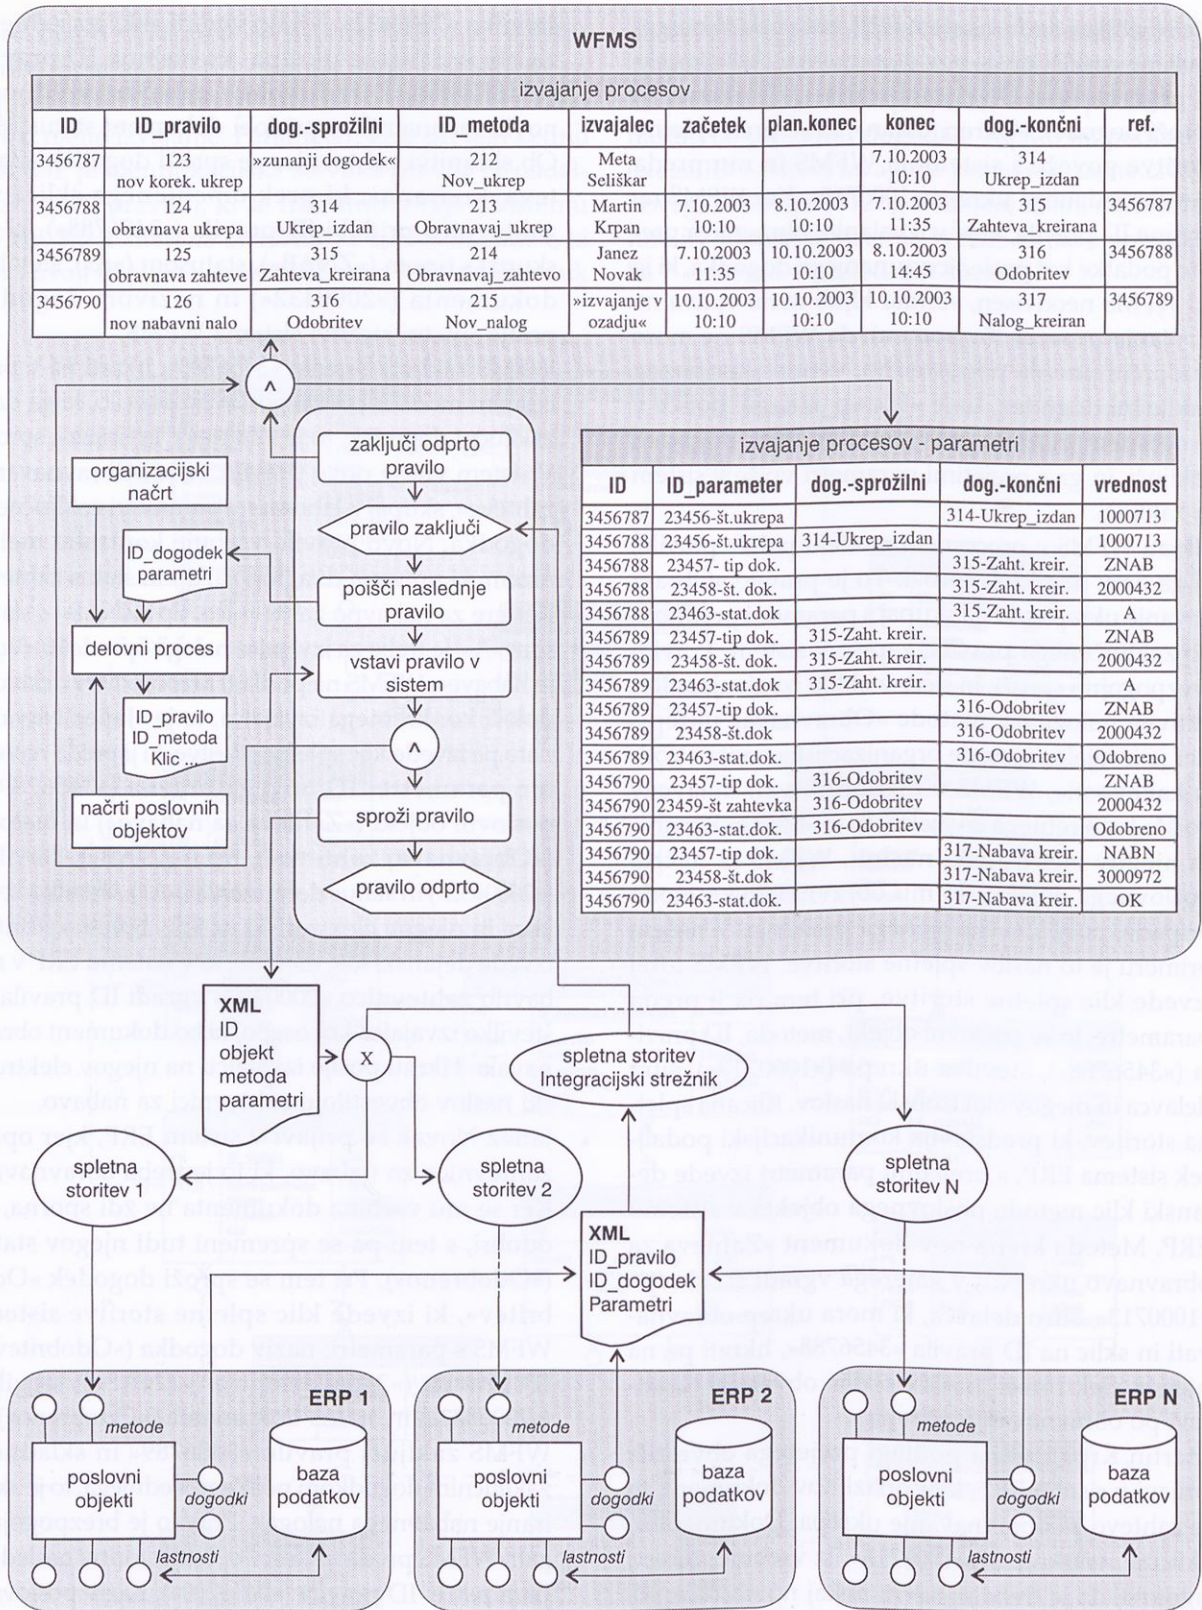 WFMS
izvajanje procesov
ID ID_pravilo dog.-sprožilni ID_metoda izvajalec začetek plan.konec konec dog.-končni ref.
3456787 123 »zunanji dogodek« 212 Meta 7.10.2003 314
nov korek. ukrep Nov_ukrep Seliškar 10:10 Ukrep_izdan
3456788 124 314 213 Martin 7.10.2003 8.10.2003 7.10.2003 315 3456787
obravnava ukrepa Ukrep_izdan Obravnavaj_ukrep Krpan 10:10 10:10 11:35 Zahteva_kreirana
3456789 125 315 214 Janez 7.10.2003 10.10.2003 8.10.2003 316 3456788
obravnava zahteve Zahteva_kreirana Obravnavaj_zahtevo Novak 11:35 10:10 14:45 Odobritev
3456790 126 316 215 »izvajanje v 10.10.2003 10.10.2003 10.10.2003 317 3456789
nov nabavni nalo Odobritev Nov_nalog ozadju« 10:10 10:10 10:10 Nalog_kreiran
^
organizacijski
načrt
ID_dogodek
parametri
delovni proces
ID_pravilo
ID_metoda
Klic ...
načrti poslovnih
objektov
zaključi odprto
pravilo
pravilo zaključi
poišči naslednje
pravilo
vstavi pravilo v
sistem
^
sproži pravilo
pravilo odprto
izvajanje procesov - parametri
ID ID_parameter dog.-sprožilni dog.-končni vrednost
3456787 23456-št.ukrepa 314-Ukrep_izdan 1000713
3456788 23456-št.ukrepa 314-Ukrep_izdan 1000713
3456788 23457- tip dok. 315-Zaht. kreir. ZNAB
3456788 23458-št. dok. 315-Zaht. kreir. 2000432
3456788 23463-stat.dok 315-Zaht. kreir. A
3456789 23457-tip dok. 315-Zaht. kreir. ZNAB
3456789 23458-št. dok. 315-Zaht. kreir. 2000432
3456789 23463-stat.dok 315-Zaht. kreir. A
3456789 23457-tip dok. 316-Odobritev ZNAB
3456789 23458-št.dok 316-Odobritev 2000432
3456789 23463-stat.dok. 316-Odobritev Odobreno
3456790 23457-tip dok. 316-Odobritev ZNAB
3456790 23459-št zahtevka 316-Odobritev 2000432
3456790 23463-stat.dok. 316-Odobritev Odobreno
3456790 23457-tip dok. 317-Nabava kreir. NABN
3456790 23458-št.dok 317-Nabava kreir. 3000972
3456790 23463-stat.dok. 317-Nabava kreir. OK
XML
ID
objekt
metoda
parametri
X
spletna storitev
Integracijski strežnik
spletna
storitev 1
spletna
storitev 2
spletna
storitev N
XML
ID_pravilo
ID_dogodek
Parametri
ERP 1
metode
poslovni
objekti
dogodki
baza
podatkov
lastnosti
ERP 2
metode
poslovni
objekti
dogodki
baza
podatkov
lastnosti
ERP N
metode
poslovni
objekti
dogodki
baza
podatkov
lastnosti